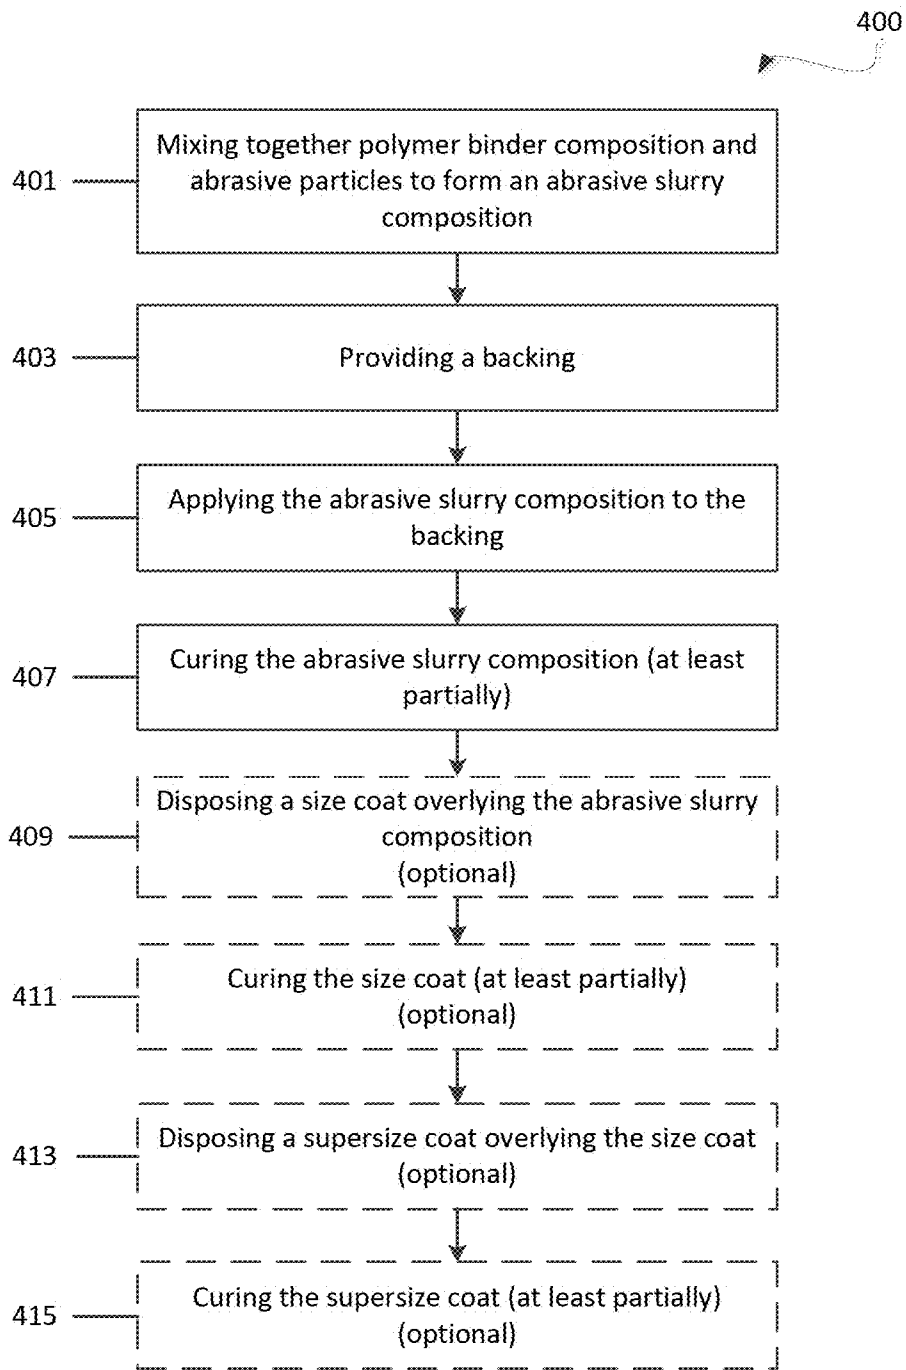 400
401
Mixing together polymer binder composition and
abrasive particles to form an abrasive slurry
composition
403
Providing a backing
405
Applying the abrasive slurry composition to the
backing
407
Curing the abrasive slurry composition (at least
partially)
409
Disposing a size coat overlying the abrasive slurry
composition
(optional)
411
Curing the size coat (at least partially)
(optional)
413
Disposing a supersize coat overlying the size coat
(optional)
415
Curing the supersize coat (at least partially)
(optional)